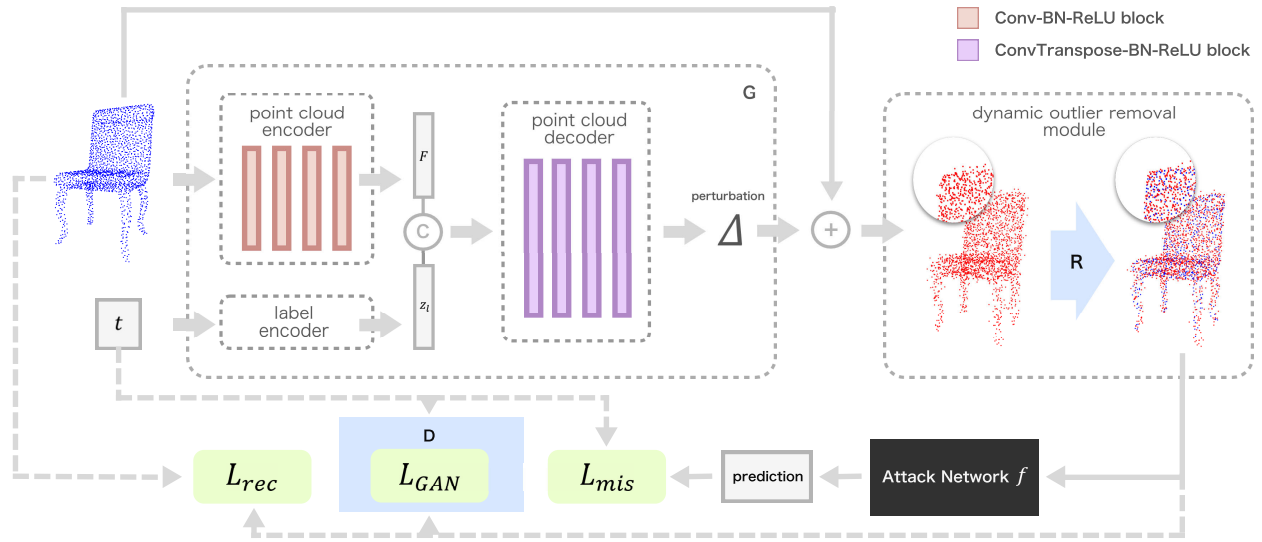 Conv-BN-ReLU block
ConvTranspose-BN-ReLU block
G
point cloud
encoder
F
point cloud
decoder
dynamic outlier removal
module
perturbation
Δ
C
+
R
t
label
encoder
z_l
D
L_rec
L_GAN
L_mis
prediction
Attack Network f